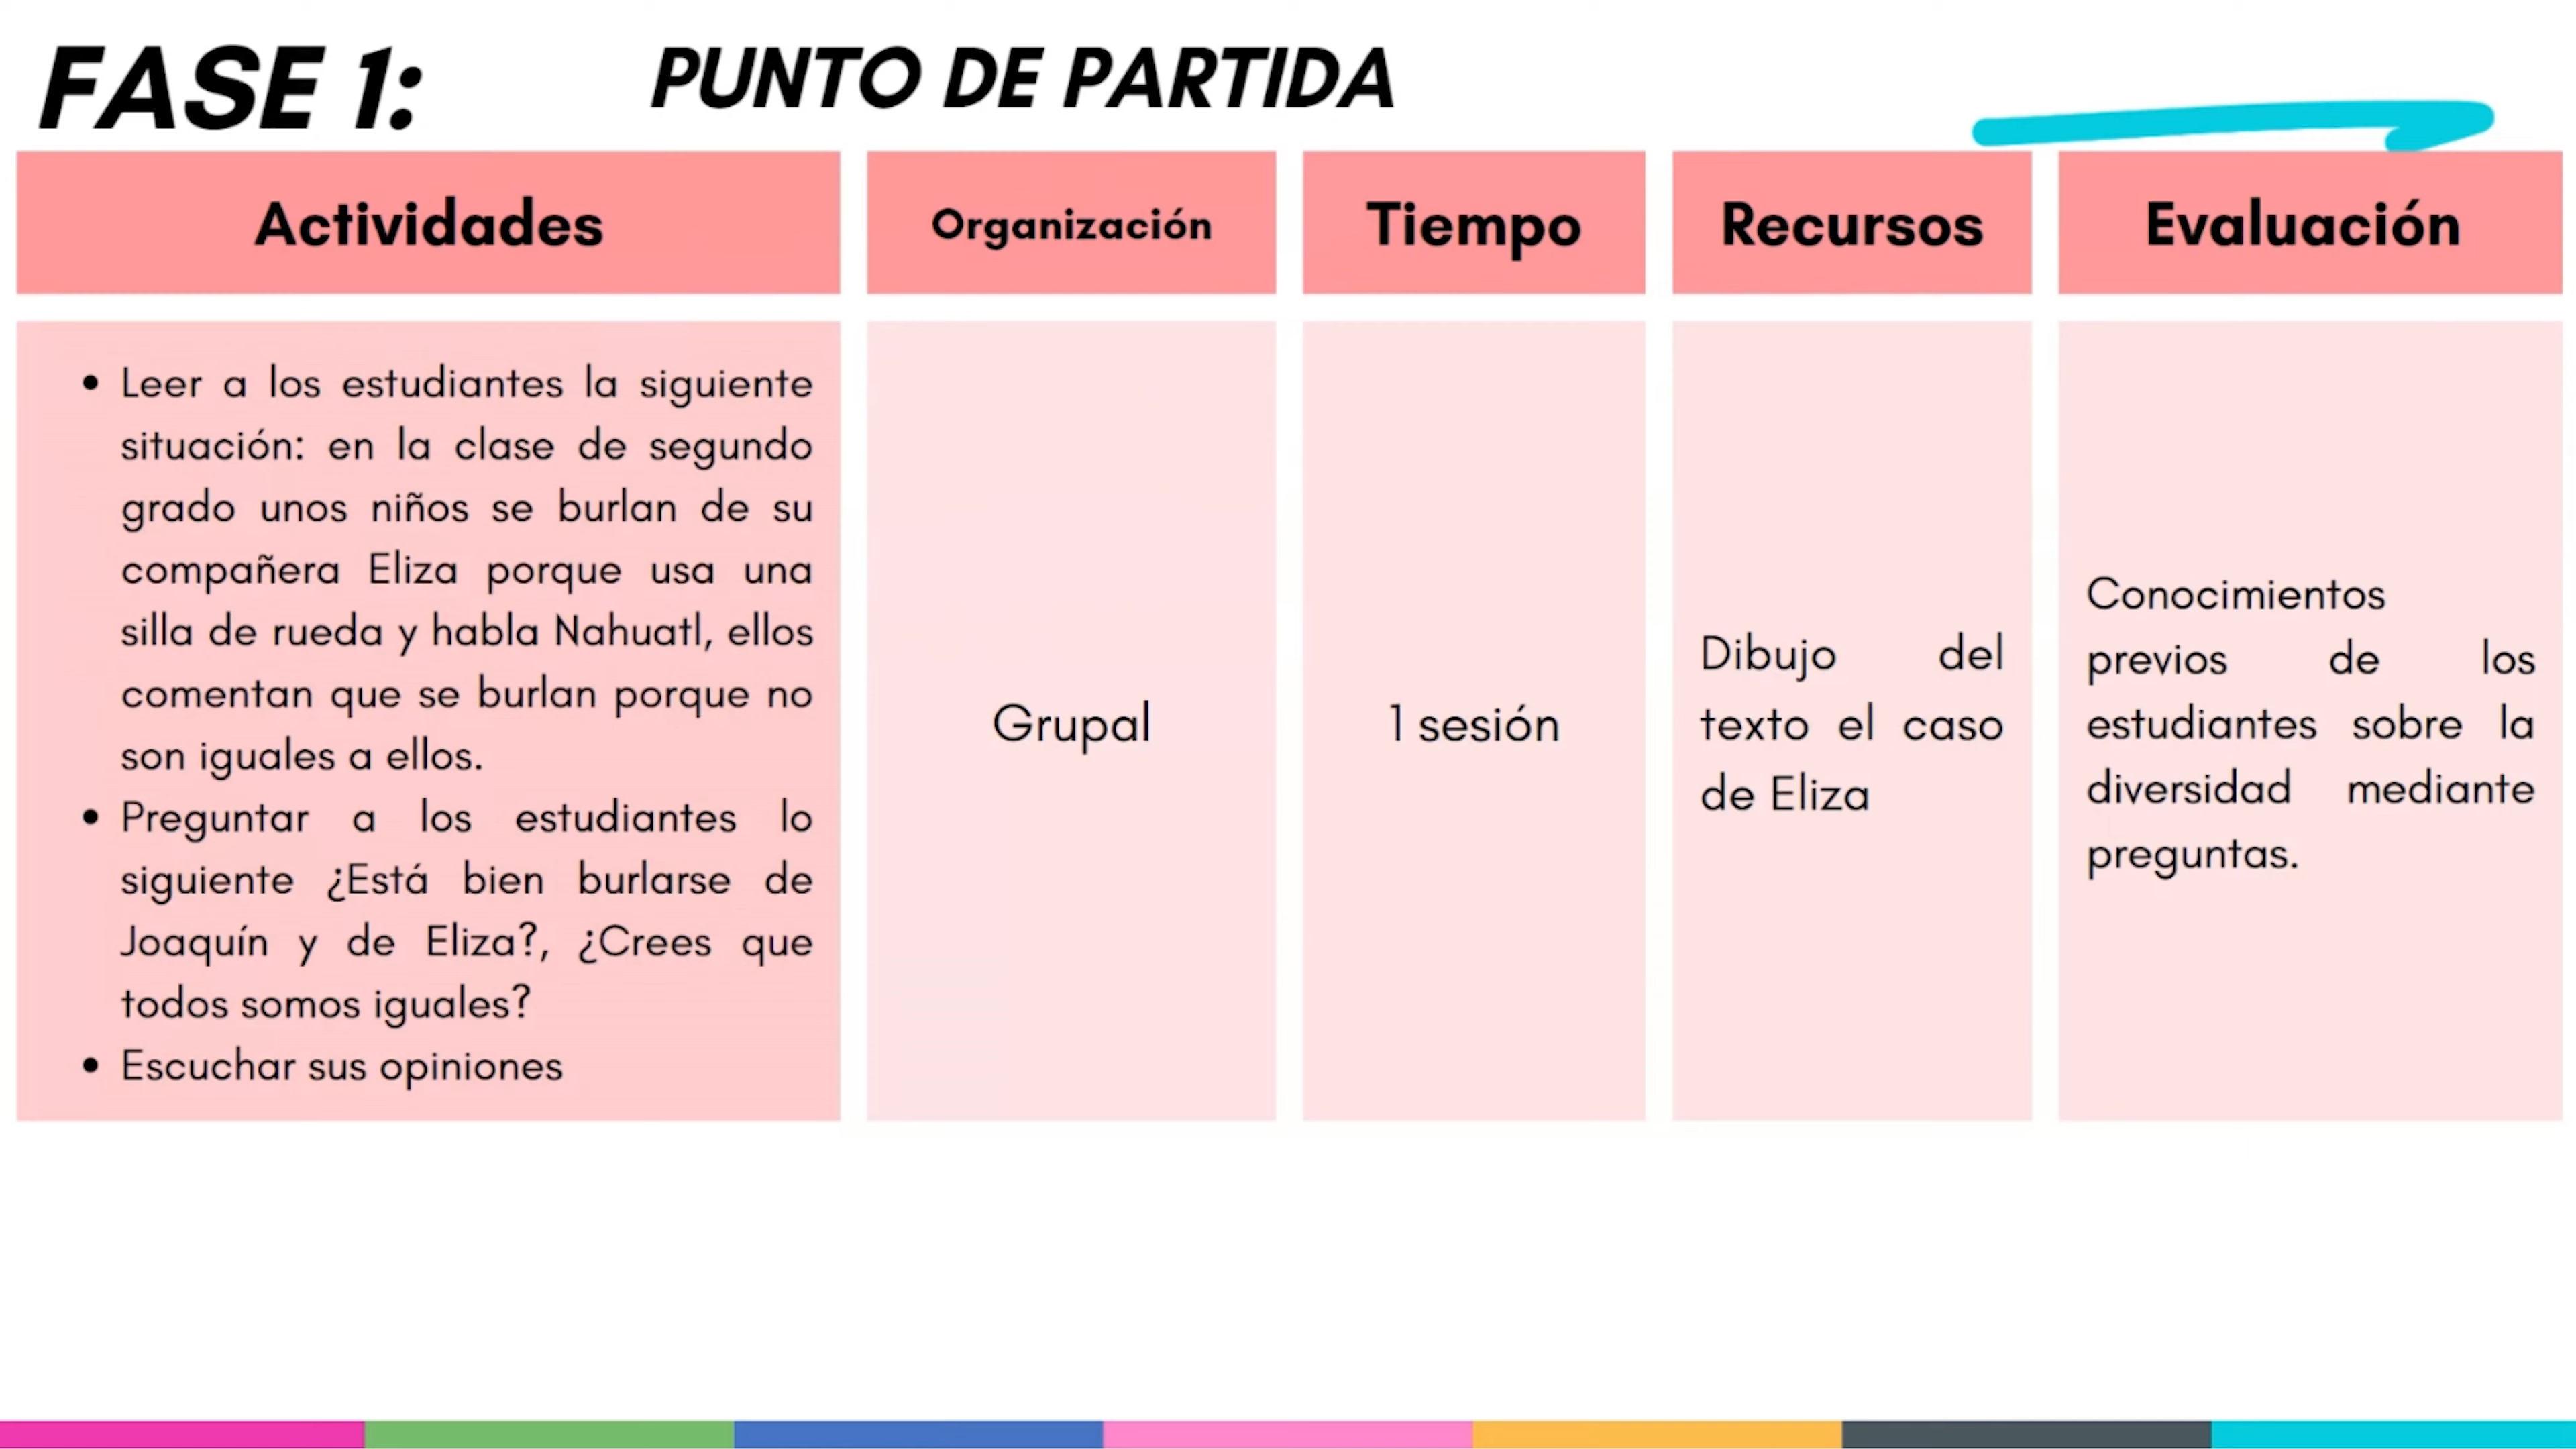 FASE 1:
PUNTO DE PARTIDA
Actividades
Organización
Tiempo
Recursos
Evaluación
• Leer a los estudiantes la siguiente
situación: en la clase de segundo
grado unos niños se burlan de su
compañera Eliza porque usa una
silla de rueda y habla Nahuatl, ellos
comentan que se burlan porque no
son iguales a ellos.
• Preguntar a los estudiantes lo
siguiente ¿Está bien burlarse de
Joaquín y de Eliza?, ¿Crees que
todos somos iguales?
• Escuchar sus opiniones
Grupal
1 sesión
Dibujo del
texto el caso
de Eliza
Conocimientos
previos de los
estudiantes sobre la
diversidad mediante
preguntas.